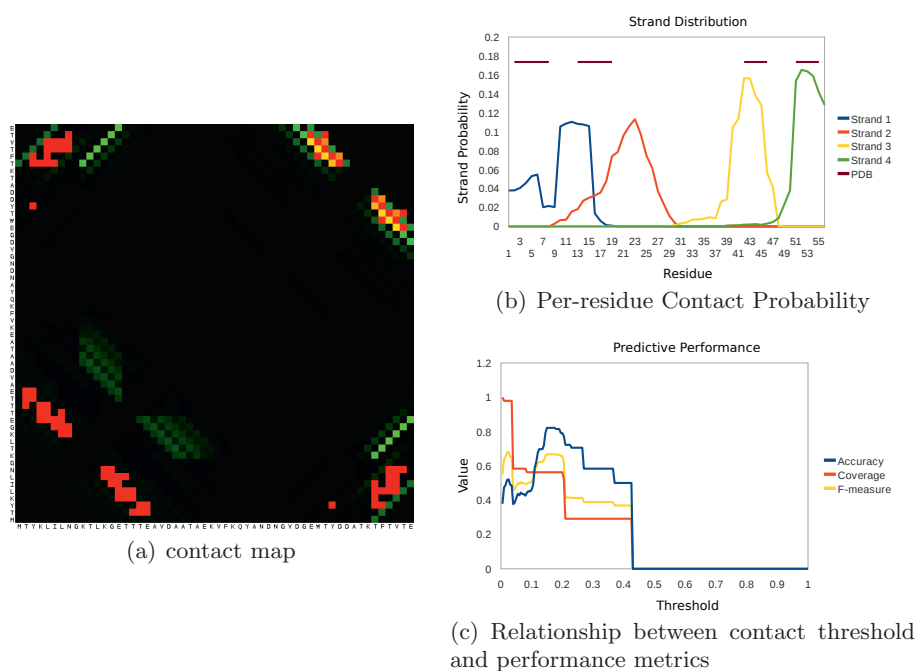 E T V T F T K T A D D Y T W E G D V G N D N A Y Q K F V K E A T A A D V A E T T T E G K L T K G N L I L K Y T M
M T Y K L I L N G K T L K G E T T T E A V D A A T A E K V F K Q Y A N D N G V D G E W T Y D D A T K T F T V T E
(a) contact map
Strand Distribution
Strand Probability
0.2
0.18
0.16
0.14
0.12
0.1
0.08
0.06
0.04
0.02
0
3 7 11 15 19 23 27 31 35 39 43 47 51 55
1 5 9 13 17 21 25 29 33 37 41 45 49 53
Residue
Strand 1
Strand 2
Strand 3
Strand 4
PDB
(b) Per-residue Contact Probability
Predictive Performance
Value
1.2
1
0.8
0.6
0.4
0.2
0
0 0.1 0.2 0.3 0.4 0.5 0.6 0.7 0.8 0.9 1
Threshold
Accuracy
Coverage
F-measure
(c) Relationship between contact threshold
and performance metrics